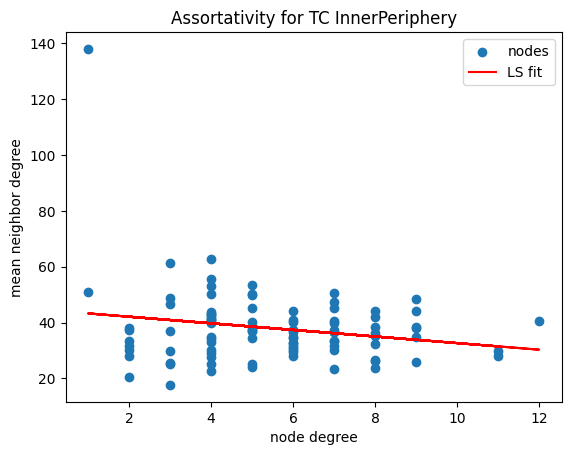 Assortativity for TC InnerPeriphery
nodes
LS fit
mean neighbor degree
140
120
100
80
60
40
20
2
4
6
8
10
12
node degree